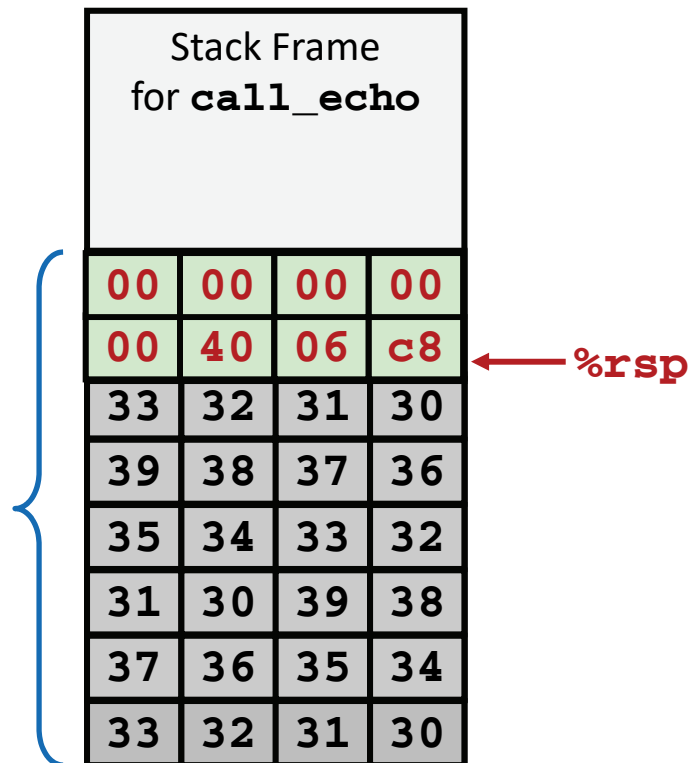 Stack Frame
for call_echo
00 00 00 00
00 40 06 c8
%rsp
33 32 31 30
39 38 37 36
35 34 33 32
31 30 39 38
37 36 35 34
33 32 31 30